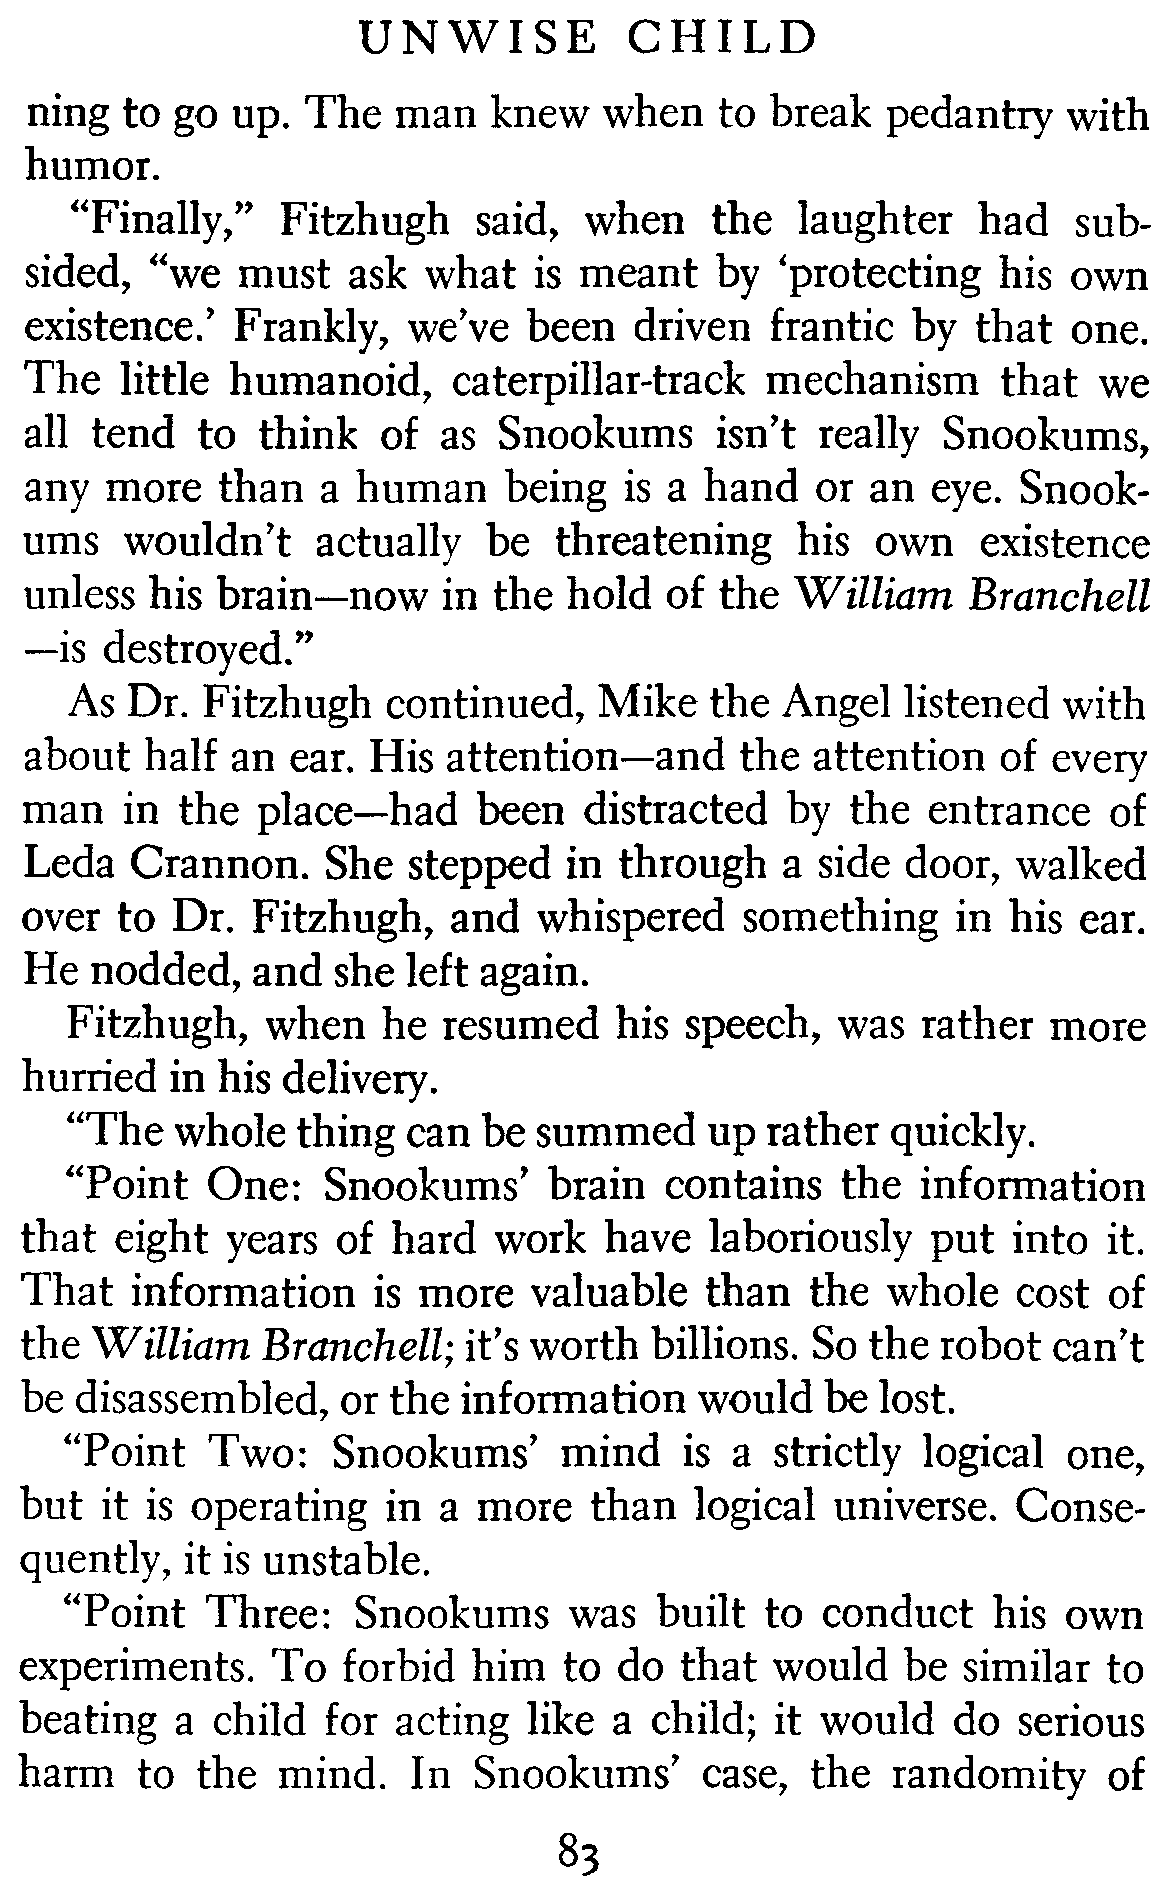 UNWISE CHILD
ning to go up. The man knew when to break pedantry with
humor.
“Finally,” Fitzhugh said, when the laughter had sub-
sided, “we must ask what is meant by ‘protecting his own
existence.’ Frankly, we’ve been driven frantic by that one.
The little humanoid, caterpillar-track mechanism that we
all tend to think of as Snookums isn’t really Snookums,
any more than a human being is a hand or an eye. Snook-
ums wouldn’t actually be threatening his own existence
unless his brain—now in the hold of the William Branchell
—is destroyed.”
As Dr. Fitzhugh continued, Mike the Angel listened with
about half an ear. His attention—and the attention of every
man in the place—had been distracted by the entrance of
Leda Crannon. She stepped in through a side door, walked
over to Dr. Fitzhugh, and whispered something in his ear.
He nodded, and she left again.
Fitzhugh, when he resumed his speech, was rather more
hurried in his delivery.
“The whole thing can be summed up rather quickly.
“Point One: Snookums’ brain contains the information
that eight years of hard work have laboriously put into it.
That information is more valuable than the whole cost of
the William Branchell; it’s worth billions. So the robot can’t
be disassembled, or the information would be lost.
“Point Two: Snookums’ mind is a strictly logical one,
but it is operating in a more than logical universe. Conse-
quently, it is unstable.
“Point Three: Snookums was built to conduct his own
experiments. To forbid him to do that would be similar to
beating a child for acting like a child; it would do serious
harm to the mind. In Snookums’ case, the randomity of
83